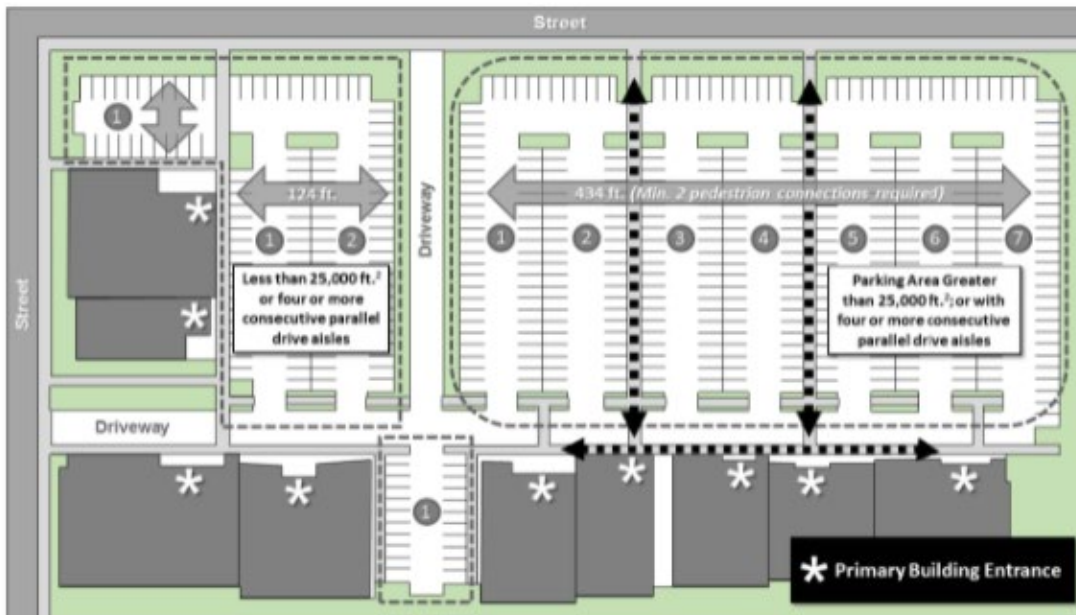 Street
1
124 ft.
434 ft. (Min. 2 pedestrian connections required)
1
2
Driveway
1
2
3
4
5
6
7
Less than 25,000 ft.²
or four or more
consecutive parallel
drive aisles
Parking Area Greater
than 25,000 ft.²; or with
four or more consecutive
parallel drive aisles
Street
Driveway
1
* Primary Building Entrance